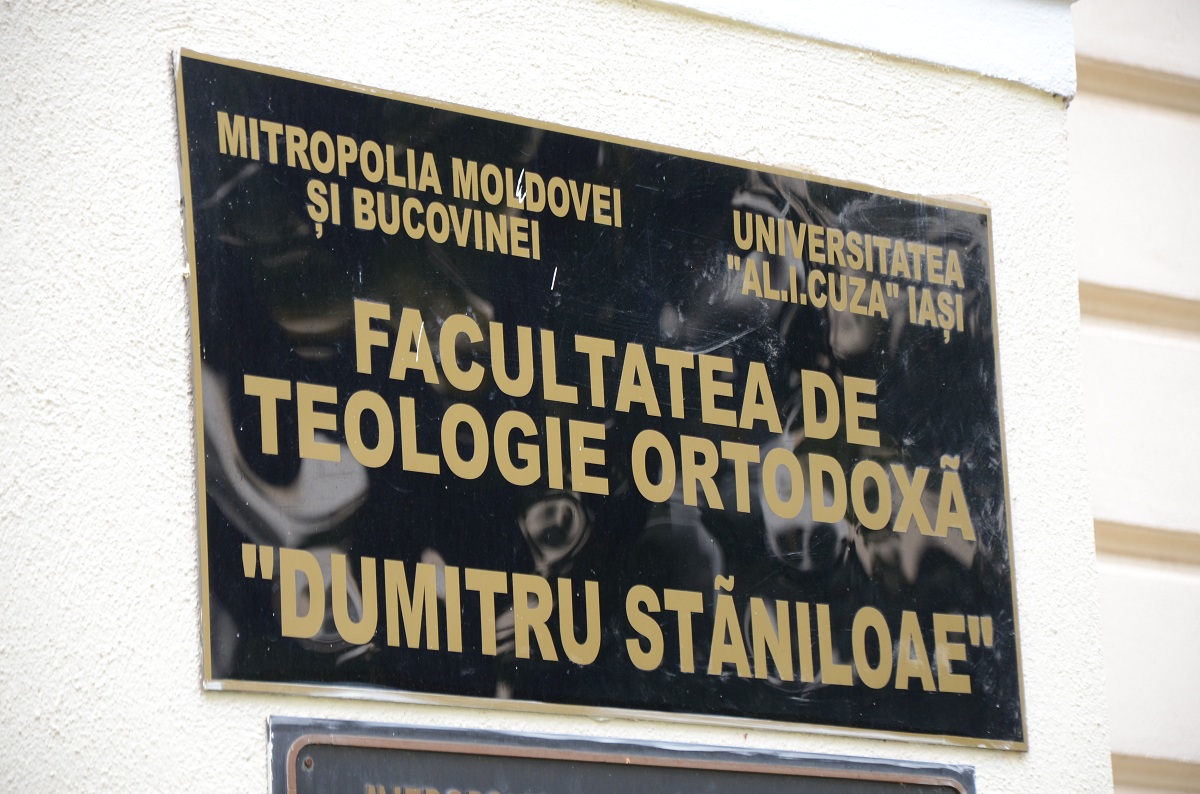 MITROPOLIA MOLDOVEI
ȘI BUCOVINEI
UNIVERSITATEA
"AL.I.CUZA" IAȘI
FACULTATEA DE
TEOLOGIE ORTODOXÃ
"DUMITRU STÃNILOAE"